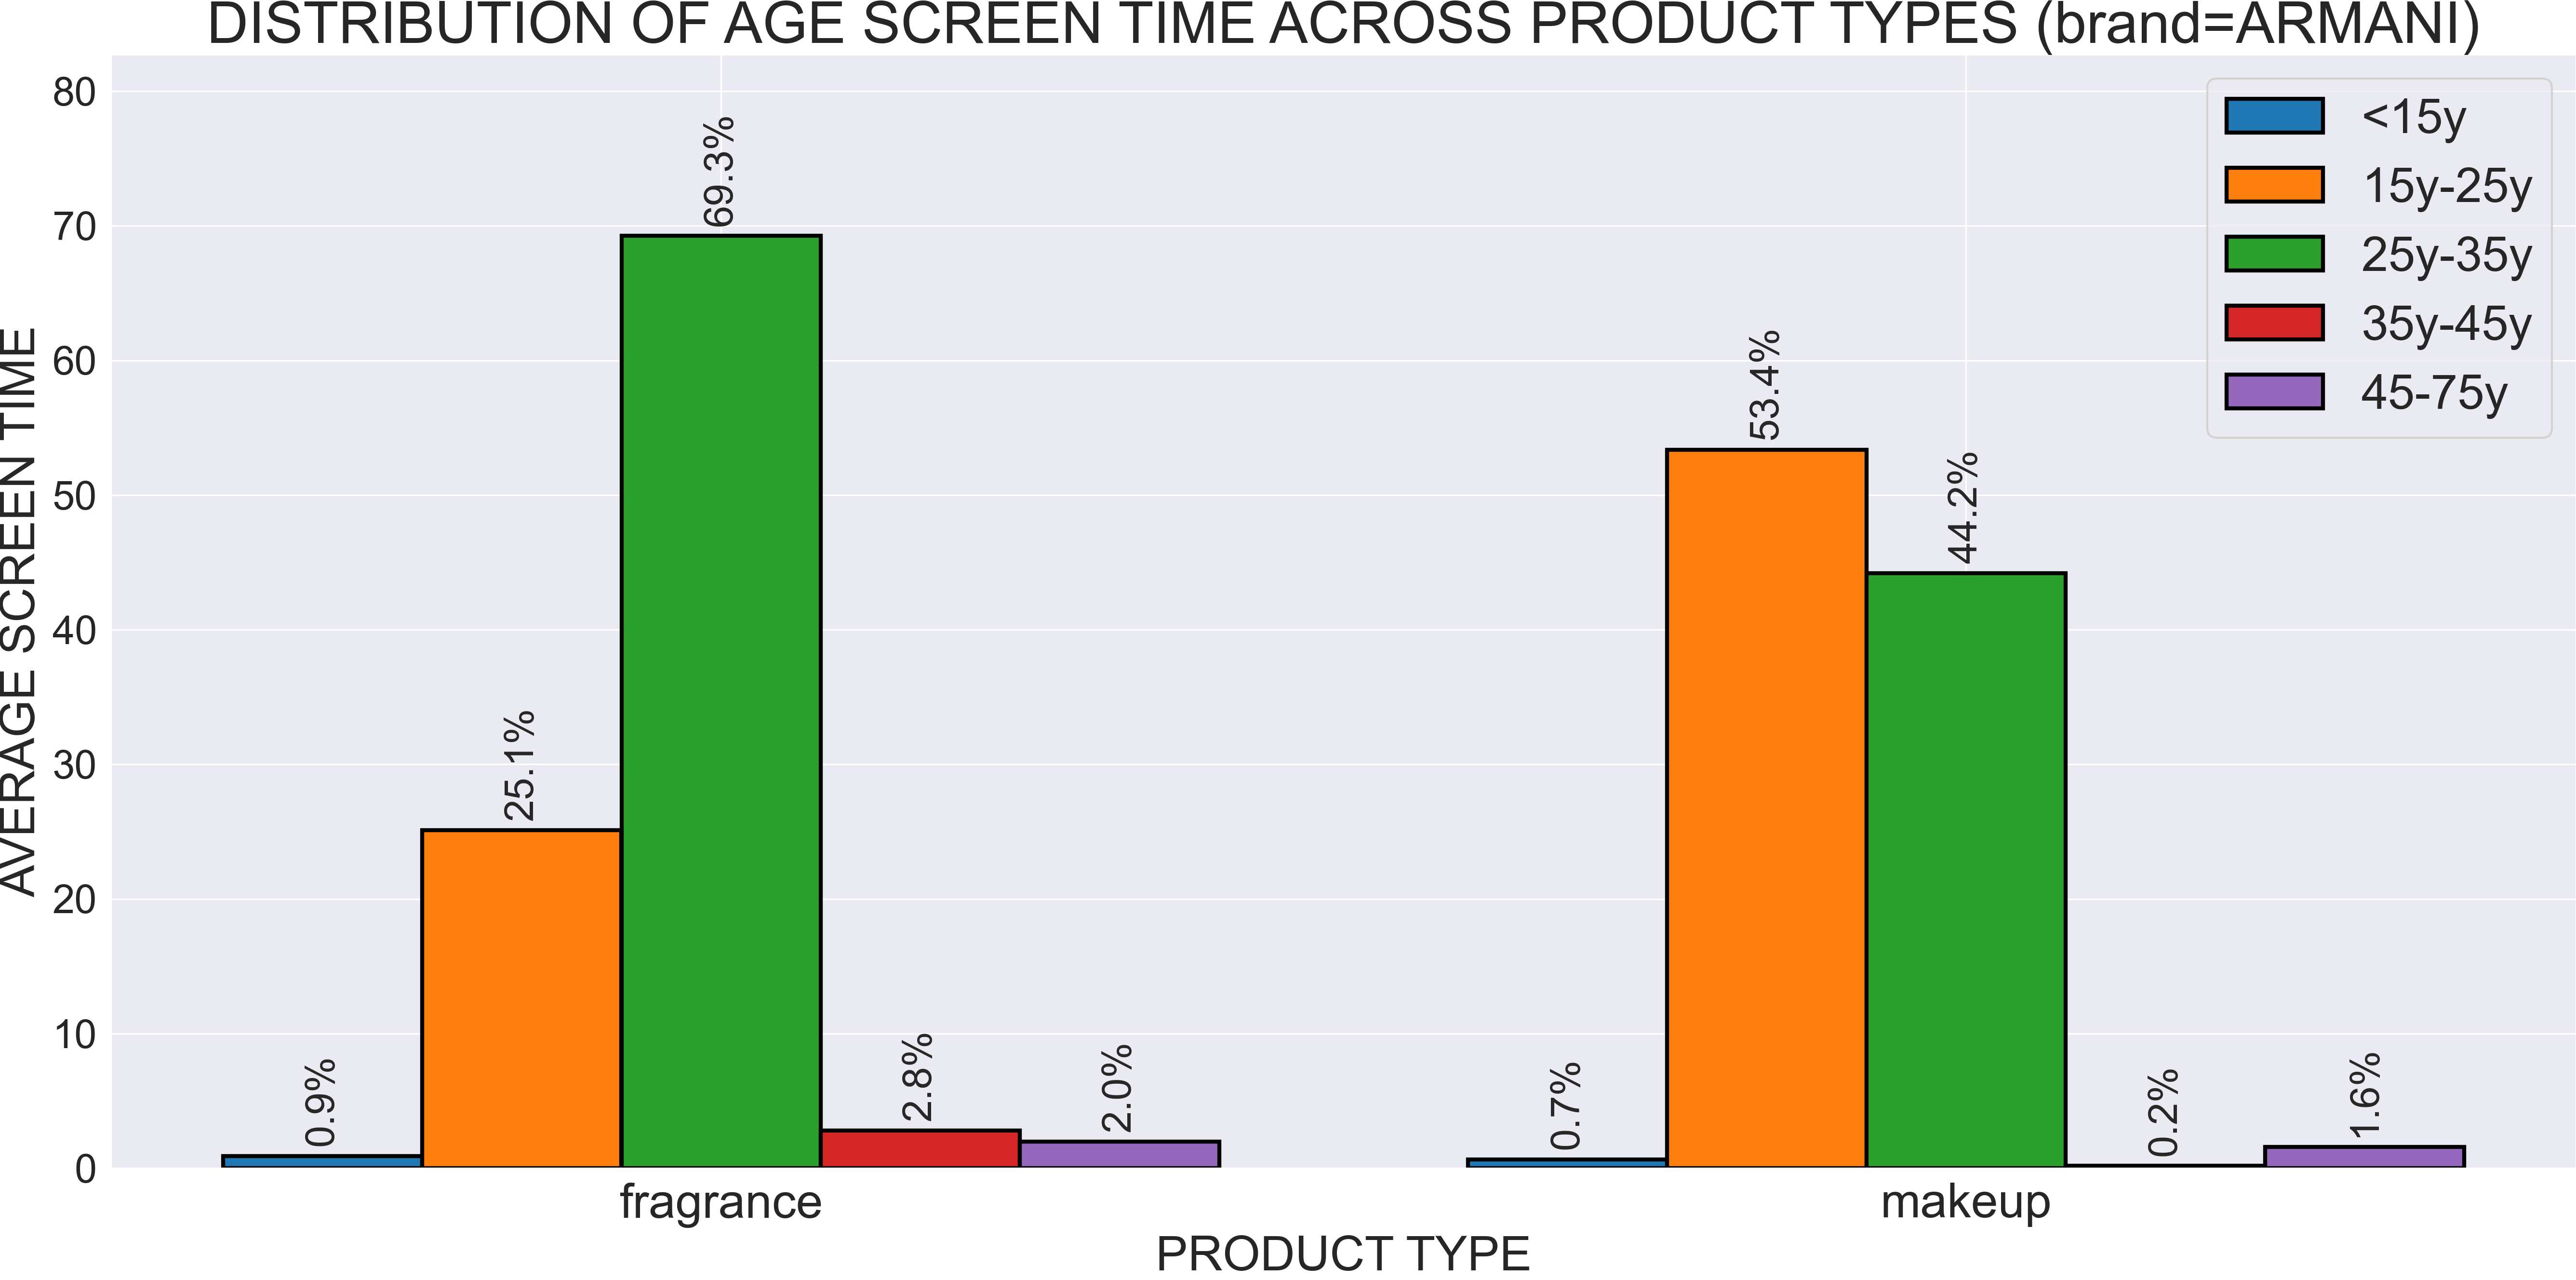 DISTRIBUTION OF AGE SCREEN TIME ACROSS PRODUCT TYPES (brand=ARMANI)
AVERAGE SCREEN TIME
80
70
60
50
40
30
20
10
0
0.9%
25.1%
69.3%
2.8%
2.0%
0.7%
53.4%
44.2%
0.2%
1.6%
<15y
15y-25y
25y-35y
35y-45y
45-75y
fragrance
makeup
PRODUCT TYPE